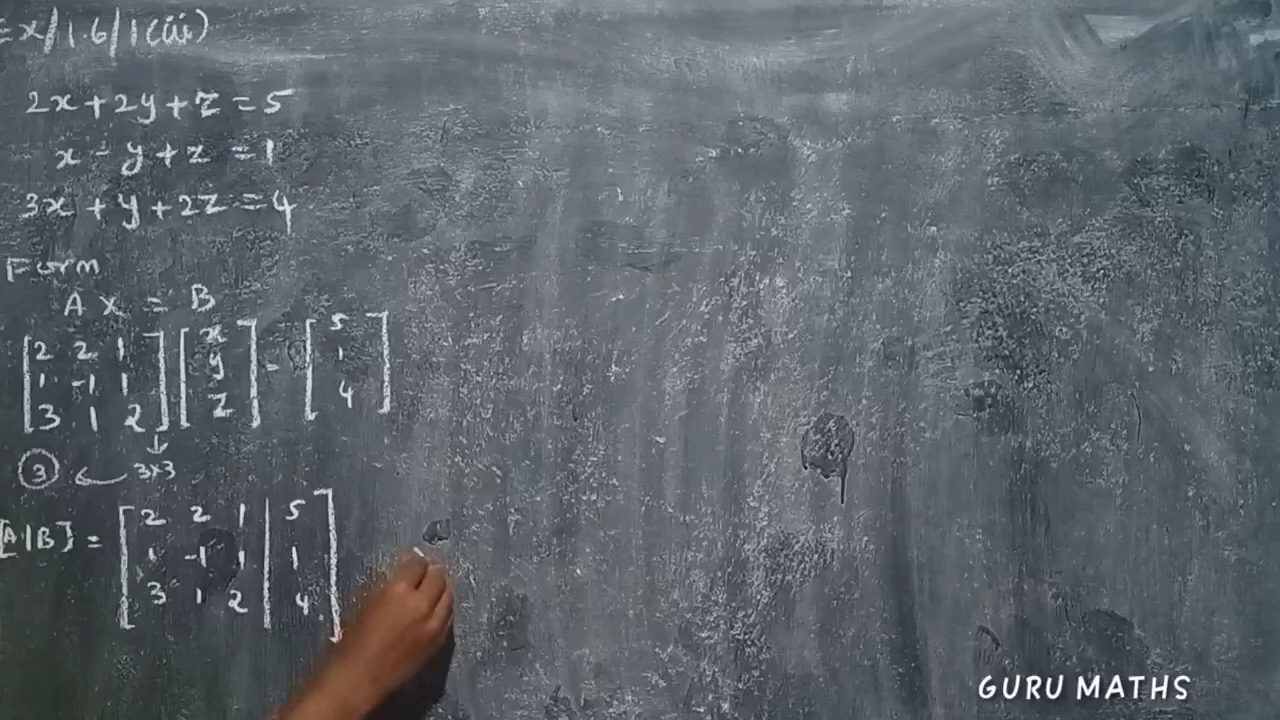 Ex/1.6/1(iii)
2x+2y+z=5
x-y+z=1
3x+y+2z=4
Form
A X = B
[2 2 1] [x] = [5]
[1 -1 1] [y] [1]
[3 1 2] [z] [4]
③ ← 3×3
[A|B] = [2 2 1 | 5]
[1 -1 1 | 1]
[3 1 2 | 4]
GURU MATHS